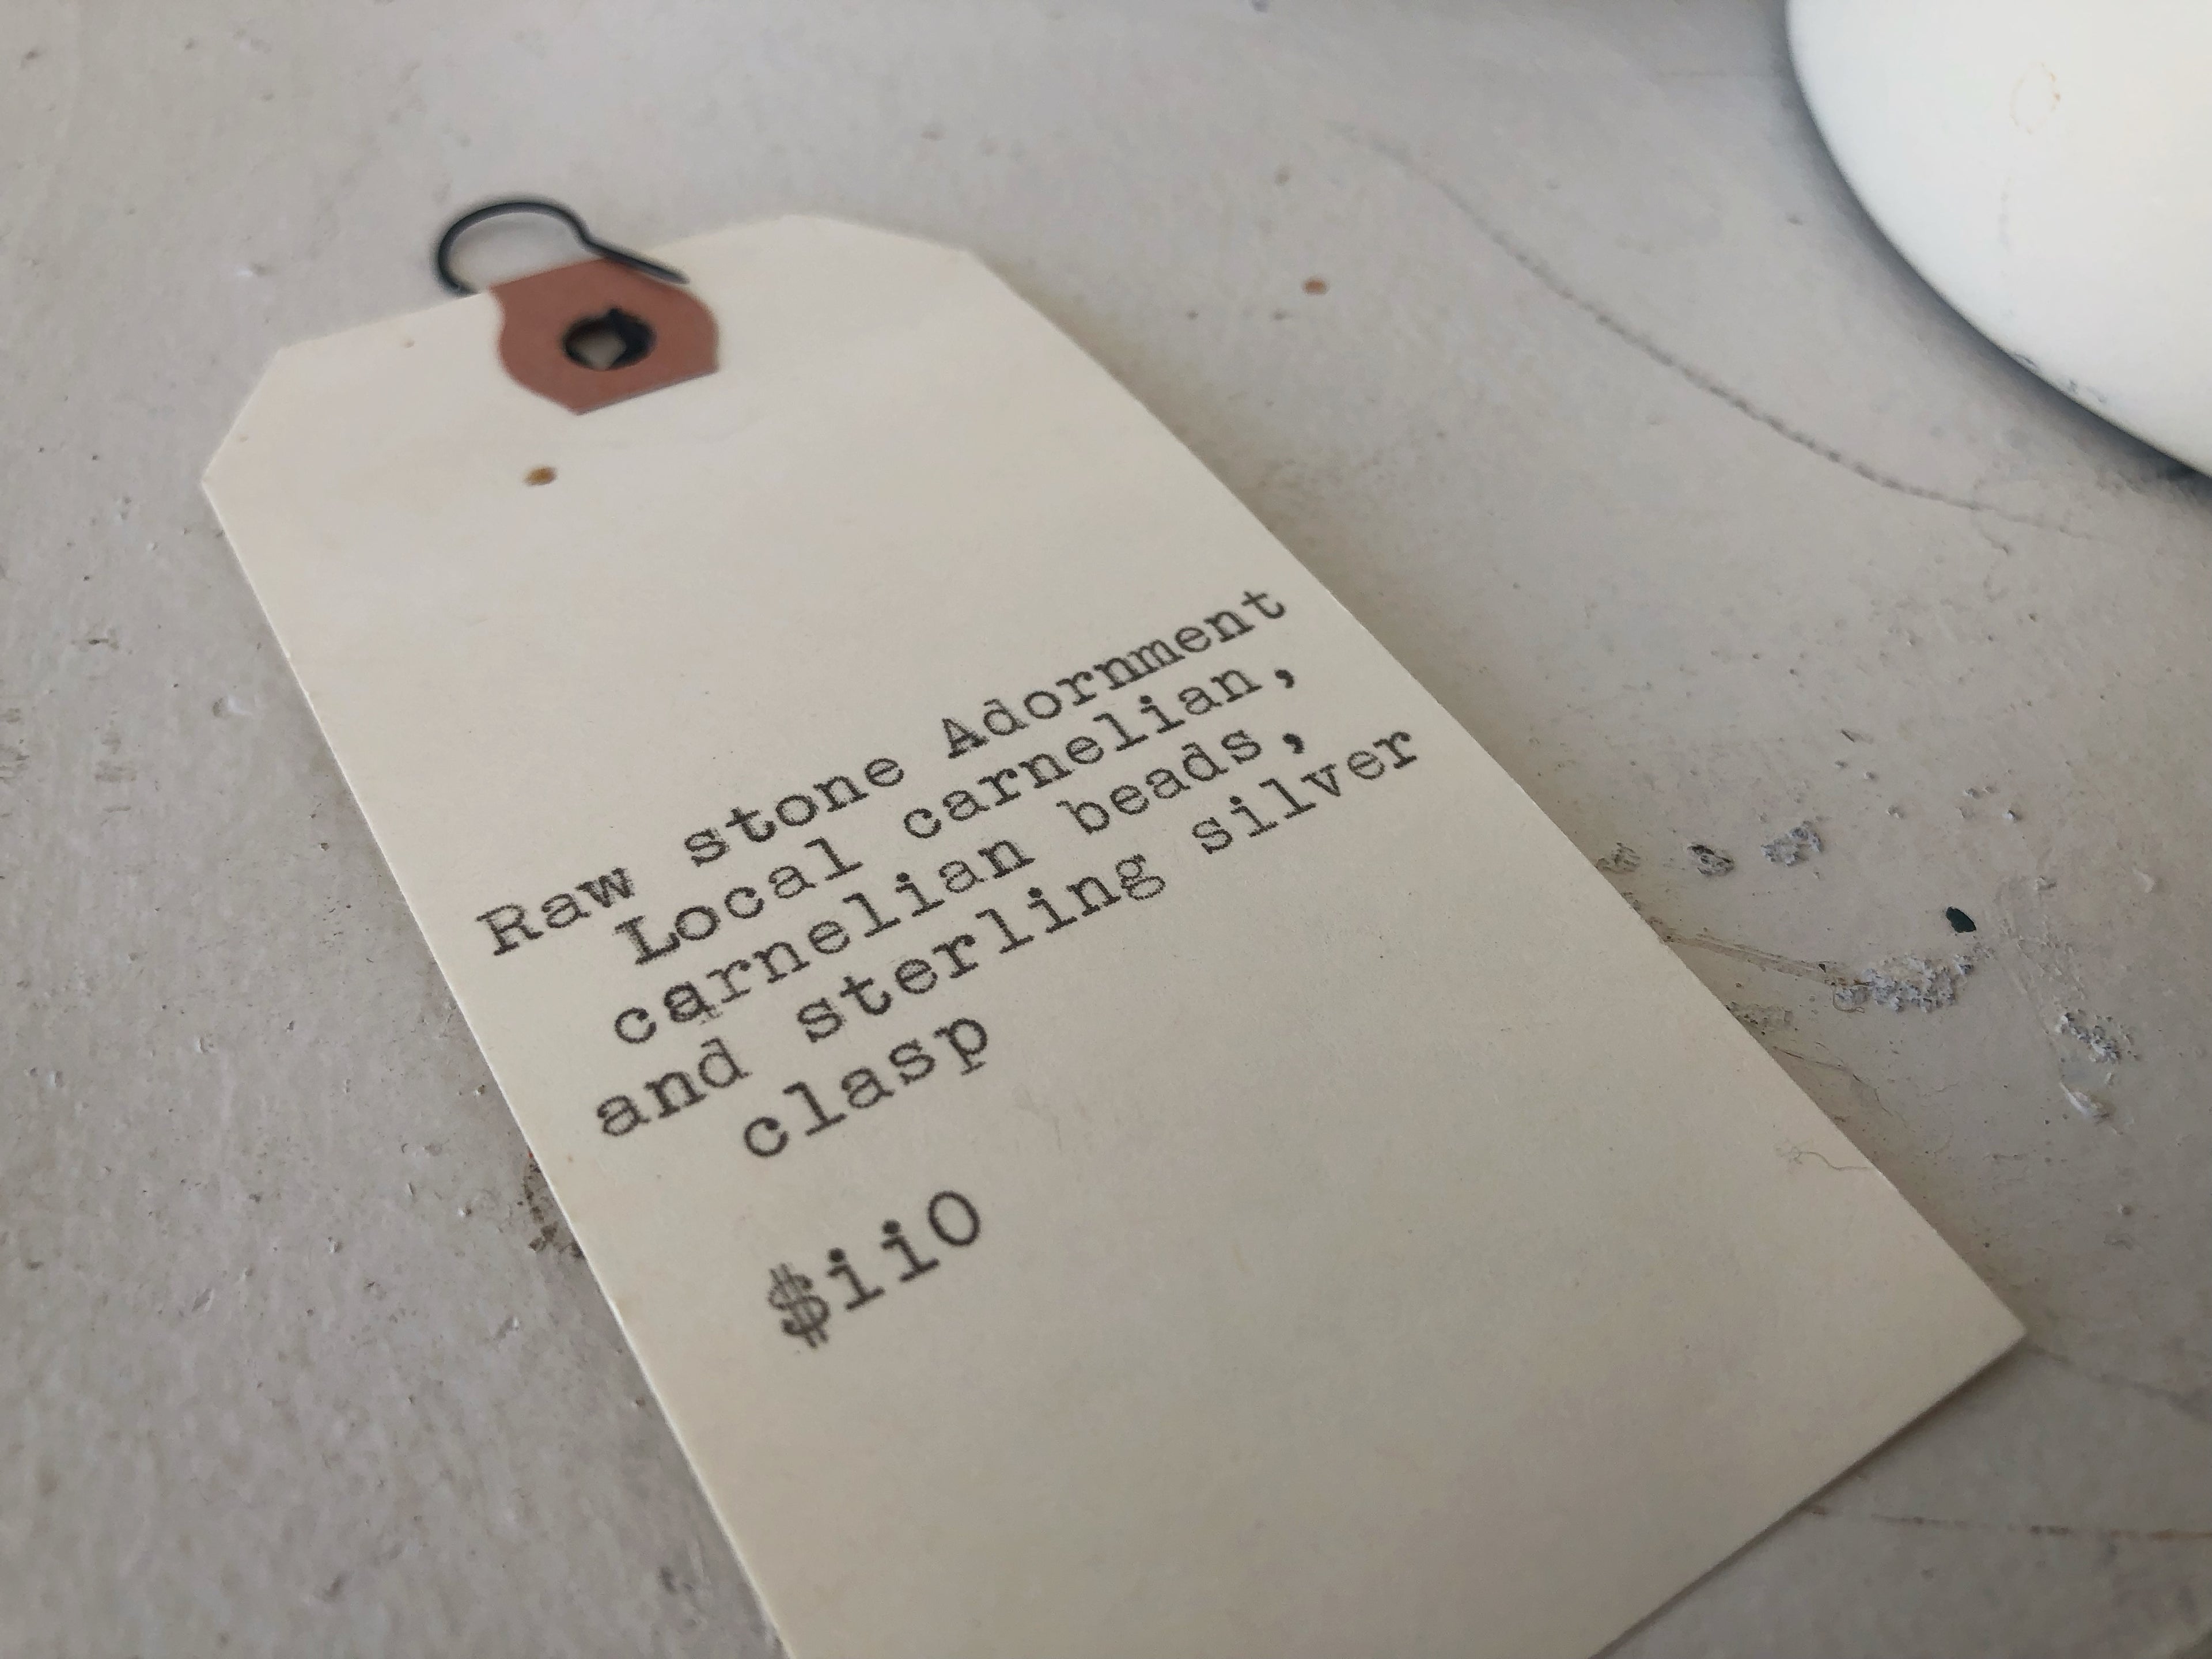 Raw stone Adornment
Local carnelian,
carnelian beads,
and sterling silver
clasp
$ii0